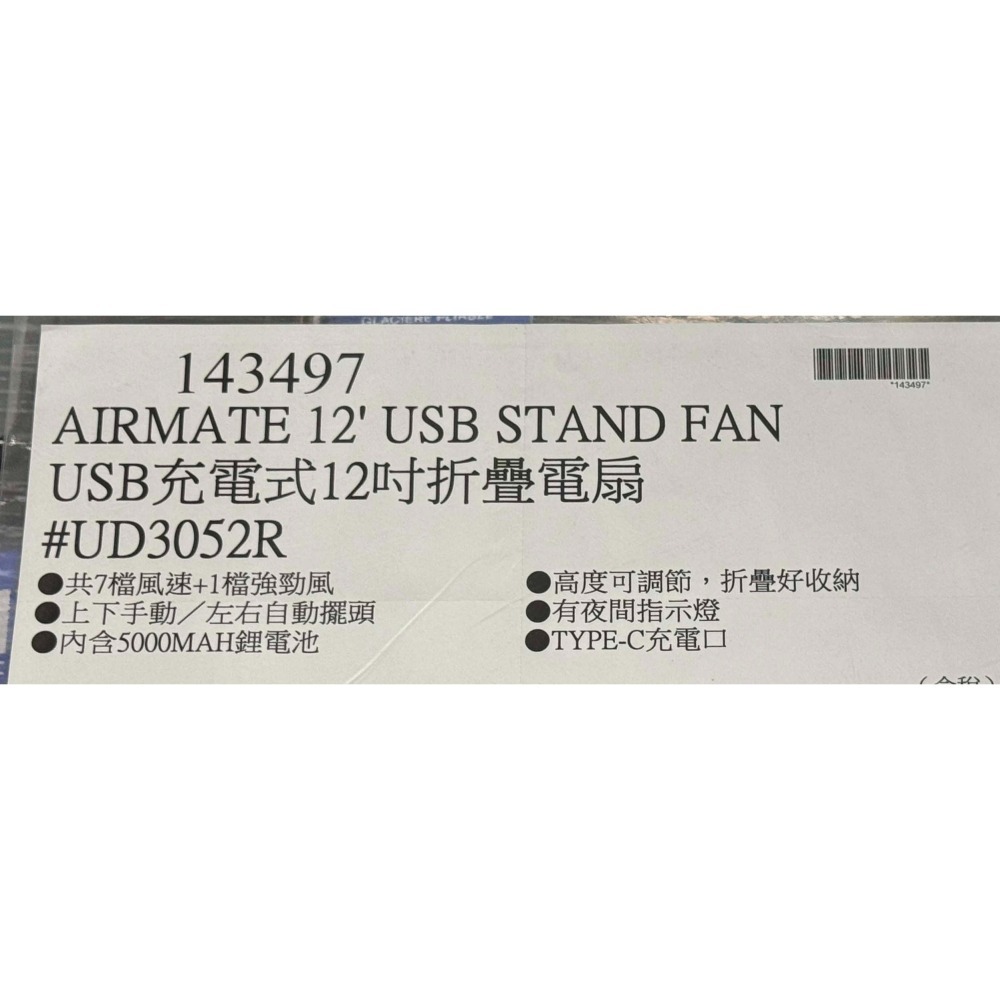 GLACIÈRE PLIABLE
143497
*143497*
AIRMATE 12' USB STAND FAN
USB充電式12吋折疊電扇
#UD3052R
●共7檔風速+1檔強勁風
●上下手動／左右自動擺頭
●內含5000MAH鋰電池
●高度可調節，折疊好收納
●有夜間指示燈
●TYPE-C充電口